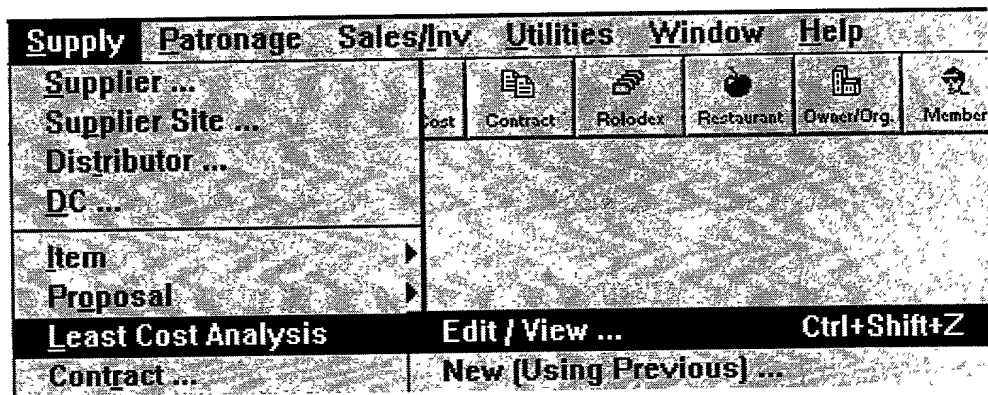 Supply Patronage Sales/Inv Utilities Window Help
Supplier ...
Supplier Site ...
Distributor ...
DC ...
Contract Rolodex Restaurant Owner/Org. Member
Item
Proposal
Least Cost Analysis Edit / View ... Ctrl+Shift+Z
Contract ... New (Using Previous) ...